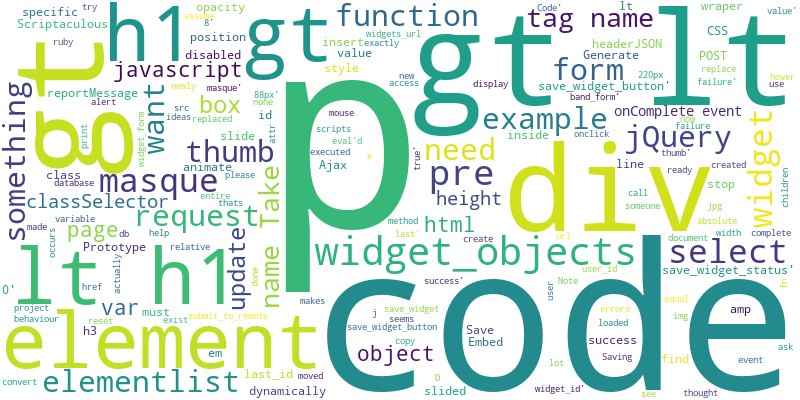 specific
try
opacity
Scriptaculous
assume
8'
ruby
position
h1
gt
function
insert
exactly
widgets_url
value
style
disabled
javascript
masque'
newly
reportMessage
alert
src
ideas
replaced
88px'
none
box
want
something
gt
print
widget_form
thumb
slide
id
attr
p
mouse
scripts
eval'd
executed
e
Ajax
true'
class
database
animate
please
masque
classSelector
entire
thats
request
variable
made
db
help
page
occurs
Prototype
relative
name Take
lt h1
0'
actually
href
update
project
behaviour
reset
var
exist
must
submit_to_remote
makes
h3
element
em
last_id
moved
convert
elementlist
dynamically
gt lt
tag name
lt
wraper
Code'
new
access
display
headerJSON
Generate
form
save_widget_button'
band_form'
220px
CSS
POST
replace
failure'
value'
hover
use
onComplete event
example
inside
onclick
now
failure
jQuery
thumb'
need
div
line
ready
created
widget
pre
height
call
someone
stop
jpg
absolute
children
html
method
last'
create
url
document
width
complete
widget_objects
select
success'
Note
user_id
save_widget_status'
fn
user
j
save_widget
seems
save_widget_button
copy
Save
Embed
errors
loaded
success
Saving
equal
img
amp
find
event
ask
object
D
slided
lot
widget_id'
see
thought
code